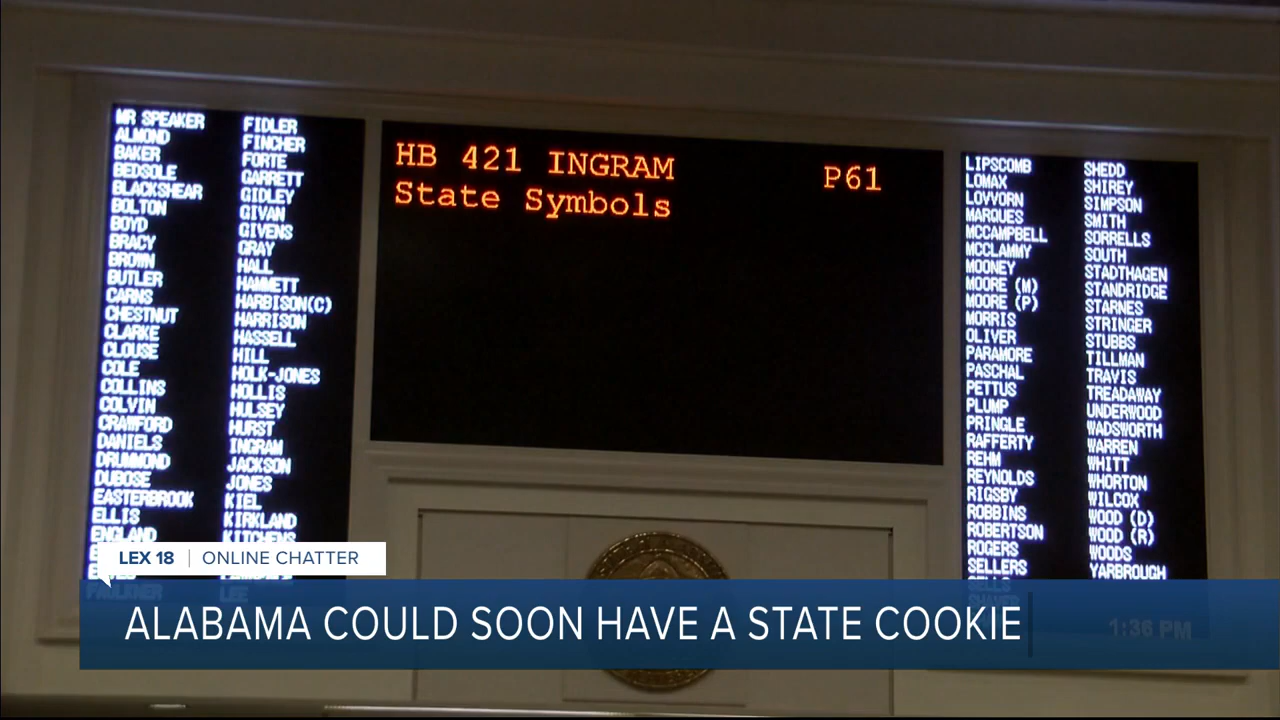 MR SPEAKER
ALMOND
BAKER
BEDSOLE
BLACKSHEAR
BOLTON
BOYD
BRACY
BROWN
BUTLER
CARNS
CHESTNUT
CLARKE
CLOUSE
COLE
COLLINS
COLVIN
CRAWFORD
DANIELS
DRUMMOND
DUBOSE
EASTERBROOK
ELLIS
ENGLAND
FAULKNER
FIDLER
FINCHER
FORTE
GARRETT
GIDLEY
GIVAN
GIVENS
GRAY
HALL
HAMMETT
HARBISON(C)
HARRISON
HASSELL
HILL
HOLK-JONES
HOLLIS
HULSEY
HURST
INGRAM
JACKSON
JONES
KIEL
KIRKLAND
KITCHENS
LEE
HB 421 INGRAM P61
State Symbols
LIPSCOMB
LOMAX
LOVVORN
MARQUES
MCCAMPBELL
MCCLAMMY
MOONEY
MOORE (M)
MOORE (P)
MORRIS
OLIVER
PARAMORE
PASCHAL
PETTUS
PLUMP
PRINGLE
RAFFERTY
REHM
REYNOLDS
RIGSBY
ROBBINS
ROBERTSON
ROGERS
SELLERS
SELLS
SHEDD
SHIREY
SIMPSON
SMITH
SORRELLS
SOUTH
STADTHAGEN
STANDRIDGE
STARNES
STRINGER
STUBBS
TILLMAN
TRAVIS
TREADAWAY
UNDERWOOD
WADSWORTH
WARREN
WHITT
WHORTON
WILCOX
WOOD (D)
WOOD (R)
WOODS
YARBROUGH
1:36 PM
LEX 18 | ONLINE CHATTER
ALABAMA COULD SOON HAVE A STATE COOKIE